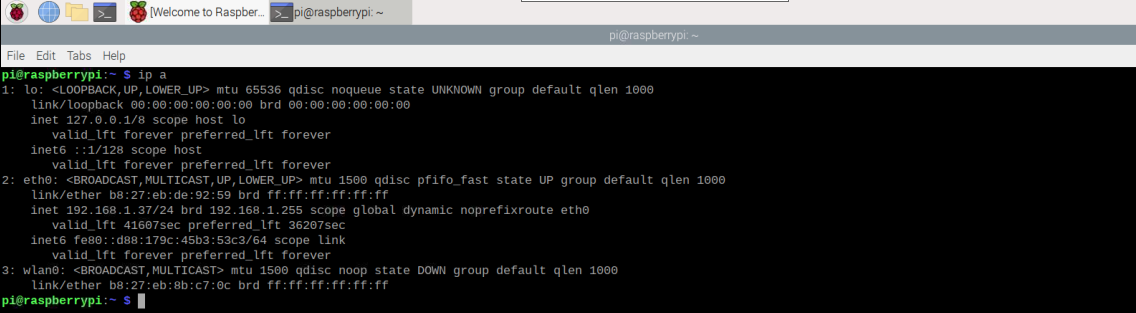 [Welcome to Raspber...
pi@raspberrypi: ~
pi@raspberrypi: ~
File Edit Tabs Help
pi@raspberrypi:~ $ ip a
1: lo: <LOOPBACK,UP,LOWER_UP> mtu 65536 qdisc noqueue state UNKNOWN group default qlen 1000
    link/loopback 00:00:00:00:00:00 brd 00:00:00:00:00:00
    inet 127.0.0.1/8 scope host lo
       valid_lft forever preferred_lft forever
    inet6 ::1/128 scope host
       valid_lft forever preferred_lft forever
2: eth0: <BROADCAST,MULTICAST,UP,LOWER_UP> mtu 1500 qdisc pfifo_fast state UP group default qlen 1000
    link/ether b8:27:eb:de:92:59 brd ff:ff:ff:ff:ff:ff
    inet 192.168.1.37/24 brd 192.168.1.255 scope global dynamic noprefixroute eth0
       valid_lft 41607sec preferred_lft 36207sec
    inet6 fe80::d88:179c:45b3:53c3/64 scope link
       valid_lft forever preferred_lft forever
3: wlan0: <BROADCAST,MULTICAST> mtu 1500 qdisc noop state DOWN group default qlen 1000
    link/ether b8:27:eb:8b:c7:0c brd ff:ff:ff:ff:ff:ff
pi@raspberrypi:~ $